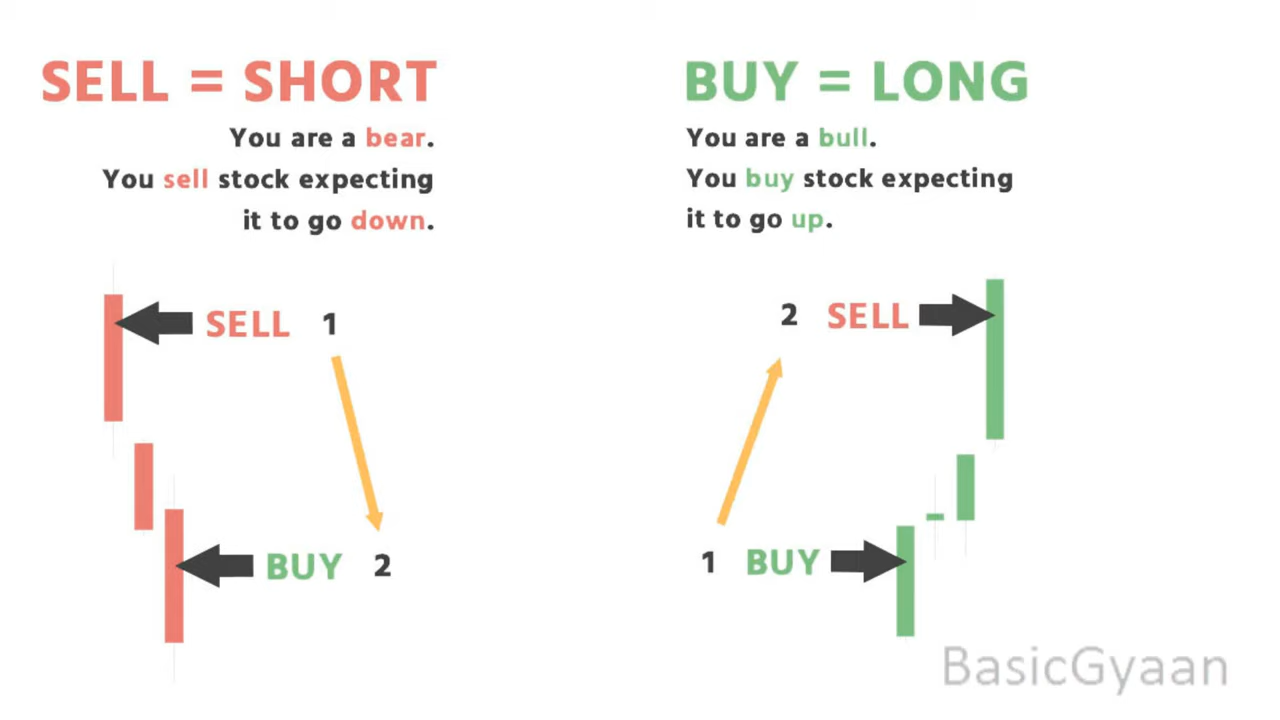 SELL = SHORT
You are a bear.
You sell stock expecting
it to go down.
SELL 1
BUY 2
BUY = LONG
You are a bull.
You buy stock expecting
it to go up.
2 SELL
1 BUY
BasicGyaan